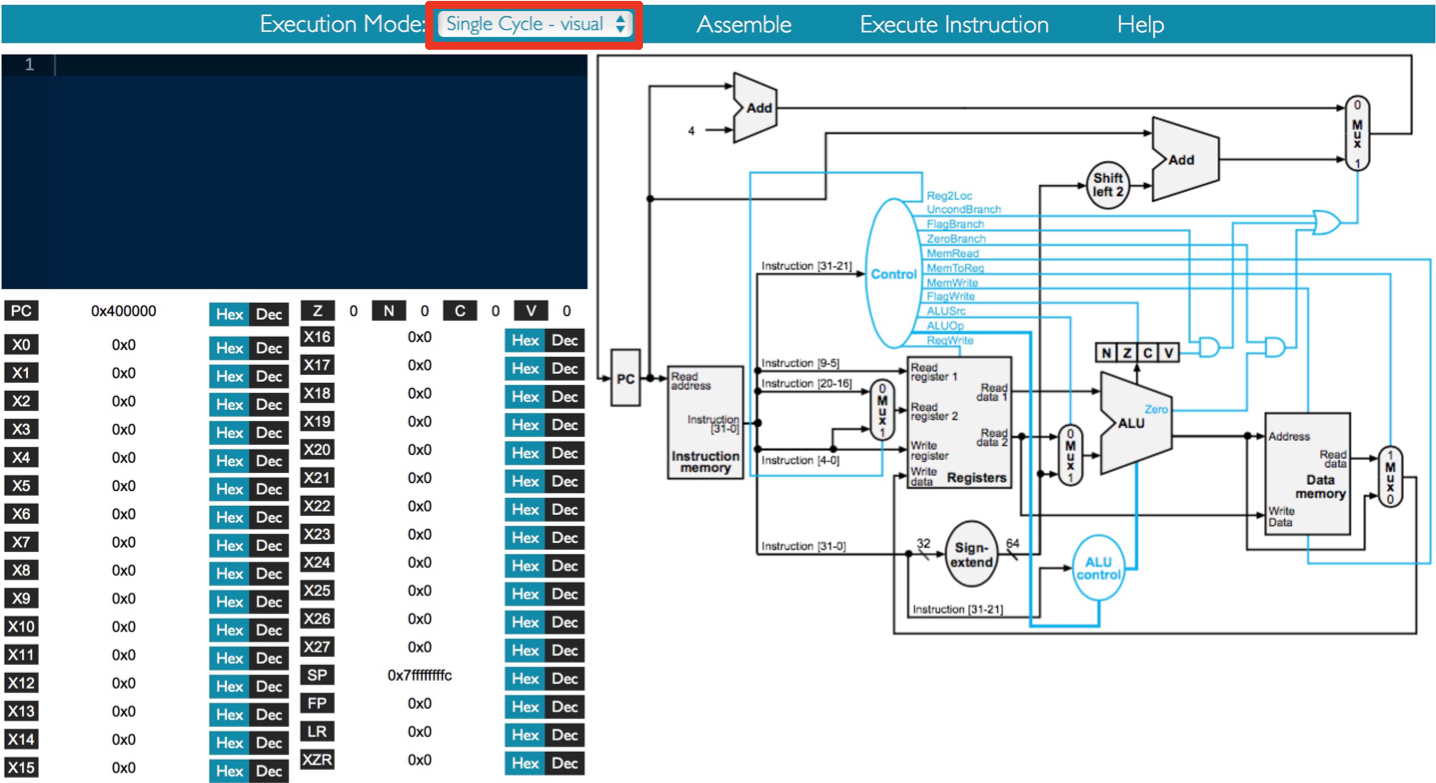 Execution Mode: Single Cycle - visual Assemble Execute Instruction Help
1
PC 0x400000 Hex Dec Z 0 N 0 C 0 V 0
X0 0x0 Hex Dec
X1 0x0 Hex Dec
X2 0x0 Hex Dec
X3 0x0 Hex Dec
X4 0x0 Hex Dec
X5 0x0 Hex Dec
X6 0x0 Hex Dec
X7 0x0 Hex Dec
X8 0x0 Hex Dec
X9 0x0 Hex Dec
X10 0x0 Hex Dec
X11 0x0 Hex Dec
X12 0x0 Hex Dec
X13 0x0 Hex Dec
X14 0x0 Hex Dec
X15 0x0 Hex Dec
X16 0x0 Hex Dec
X17 0x0 Hex Dec
X18 0x0 Hex Dec
X19 0x0 Hex Dec
X20 0x0 Hex Dec
X21 0x0 Hex Dec
X22 0x0 Hex Dec
X23 0x0 Hex Dec
X24 0x0 Hex Dec
X25 0x0 Hex Dec
X26 0x0 Hex Dec
X27 0x0 Hex Dec
SP 0x7ffffffffc Hex Dec
FP 0x0 Hex Dec
LR 0x0 Hex Dec
XZR 0x0 Hex Dec
Add
4
Add
0
Mux
1
Shift
left 2
Reg2Loc
UncondBranch
FlagBranch
ZeroBranch
MemRead
MemToReg
MemWrite
FlagWrite
ALUSrc
ALUOp
RegWrite
Control
Instruction [31-21]
Instruction [9-5]
Instruction [20-16]
Instruction [4-0]
Instruction [31-0]
Instruction [31-21]
PC
Read
address
Instruction
[31-0]
Instruction
memory
0
Mux
1
Read
register 1
Read
register 2
Write
register
Write
data
Read
data 1
Read
data 2
Registers
N Z C V
0
Mux
1
Zero
ALU
Address
Read
data
Data
memory
Write
Data
1
Mux
0
32
Sign-
extend
64
ALU
control